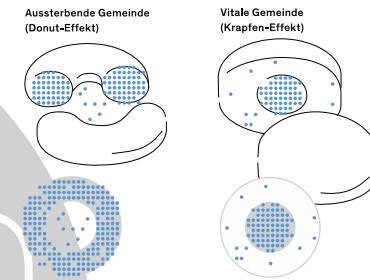 Aussterbende Gemeinde
(Donut-Effekt)
Vitale Gemeinde
(Krapfen-Effekt)